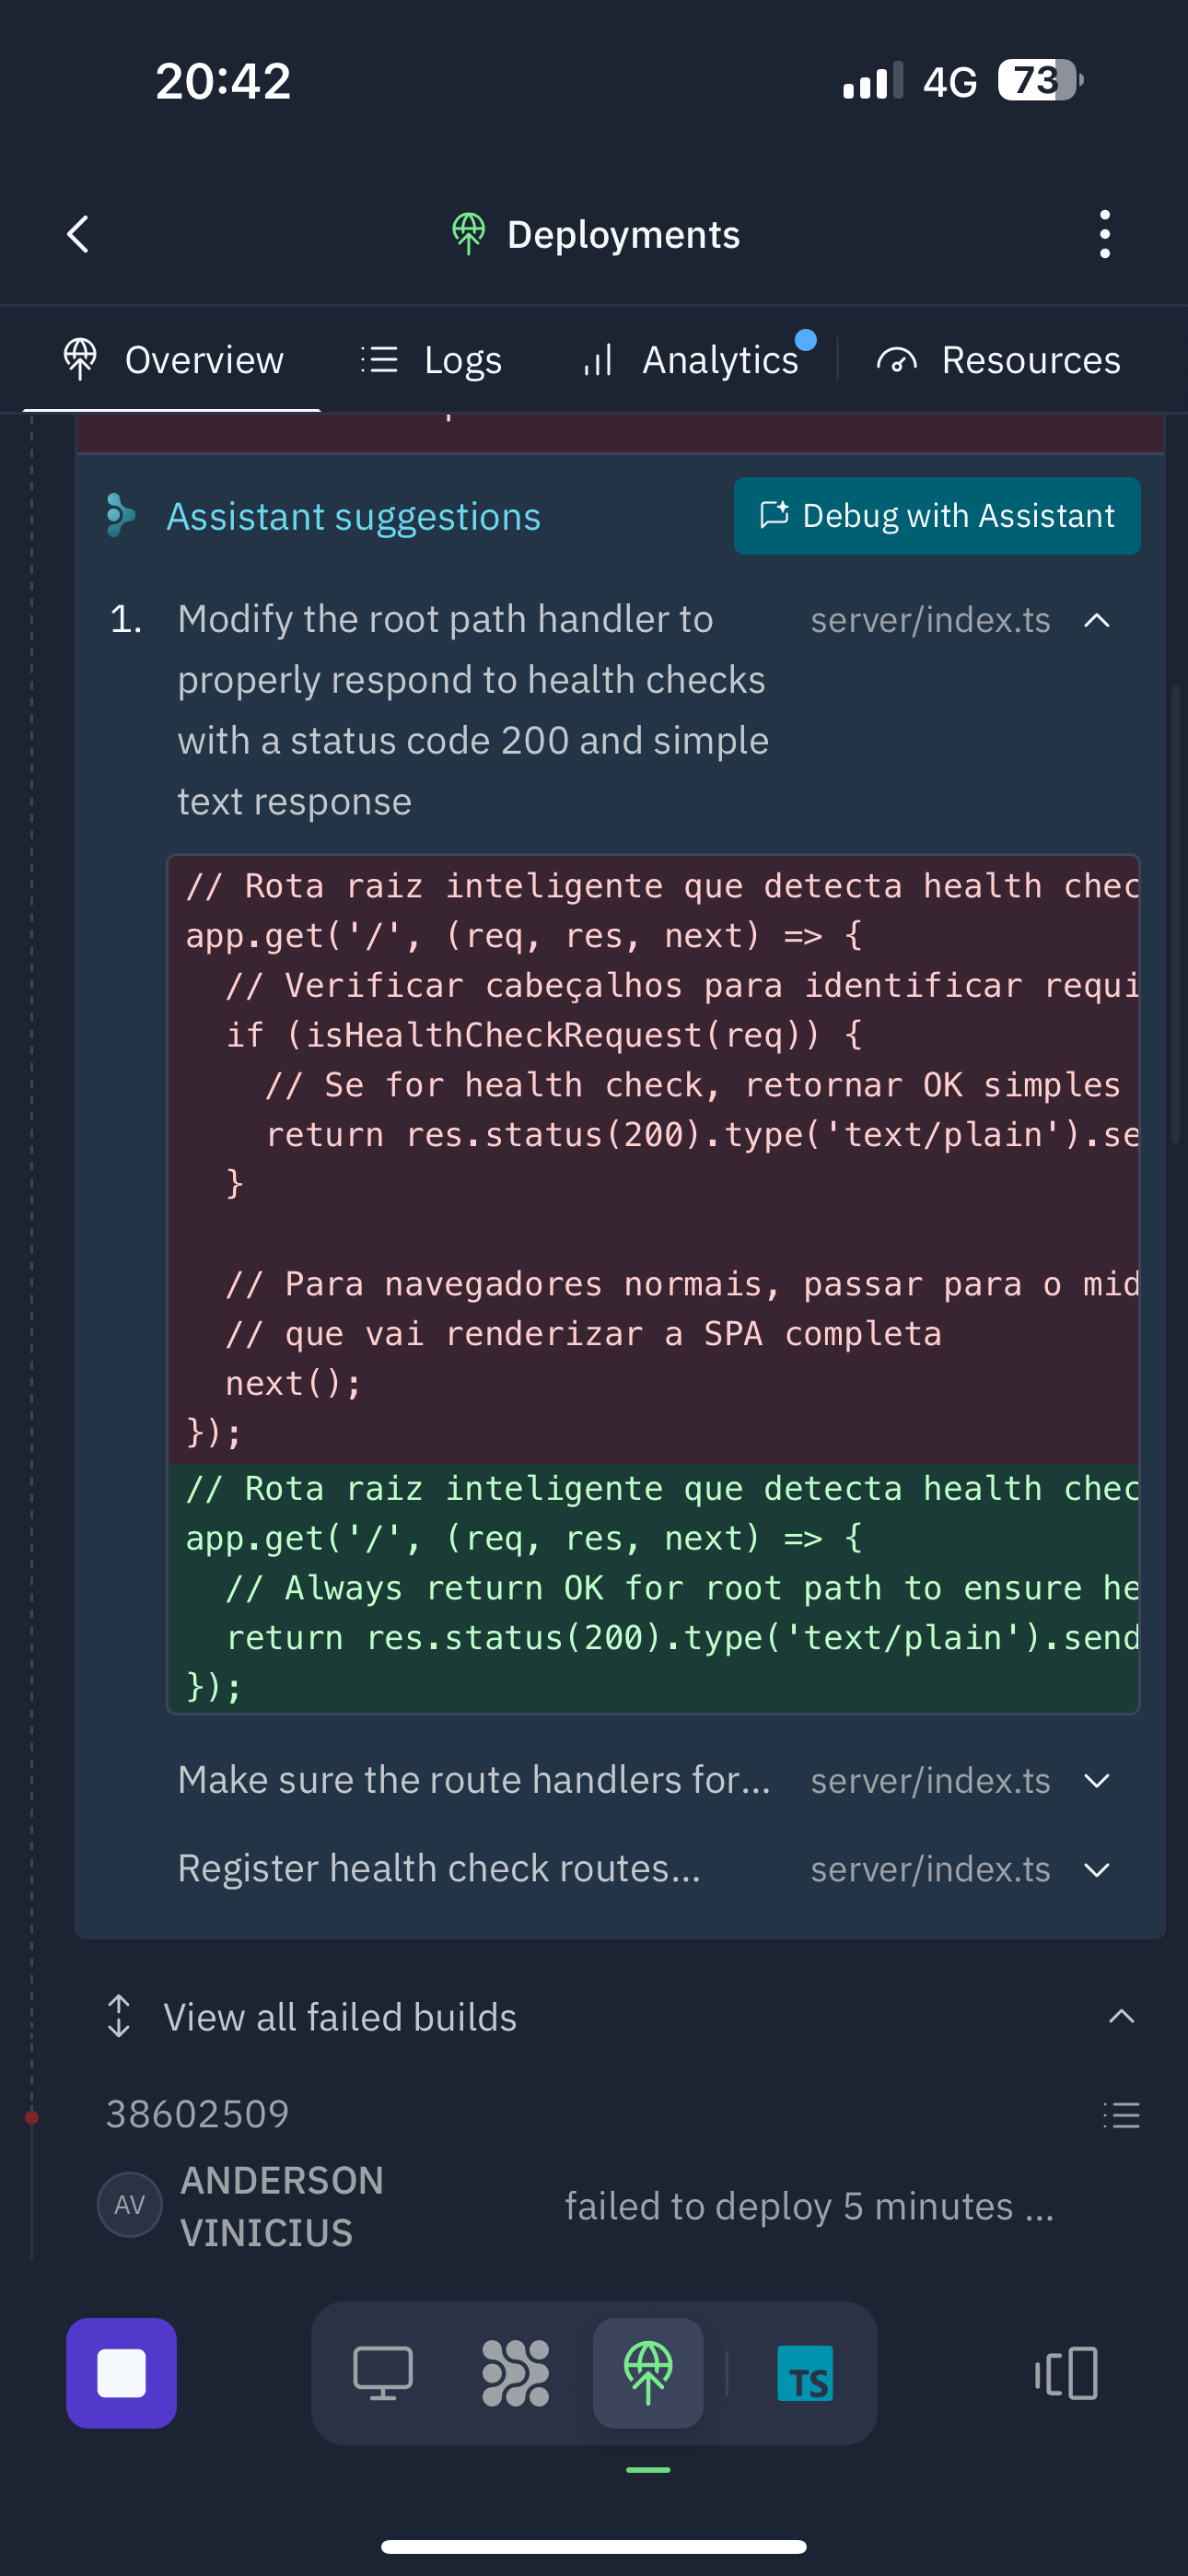 20:42
4G
73
Deployments
Overview
Logs
Analytics
Resources
Assistant suggestions
Debug with Assistant
1. Modify the root path handler to
properly respond to health checks
with a status code 200 and simple
text response
server/index.ts
// Rota raiz inteligente que detecta health chec
app.get('/', (req, res, next) => {
  // Verificar cabeçalhos para identificar requi
  if (isHealthCheckRequest(req)) {
    // Se for health check, retornar OK simples
    return res.status(200).type('text/plain').se
  }
  // Para navegadores normais, passar para o mid
  // que vai renderizar a SPA completa
  next();
});
// Rota raiz inteligente que detecta health chec
app.get('/', (req, res, next) => {
  // Always return OK for root path to ensure he
  return res.status(200).type('text/plain').send
});
Make sure the route handlers for...
server/index.ts
Register health check routes...
server/index.ts
View all failed builds
38602509
AV
ANDERSON
VINICIUS
failed to deploy 5 minutes ...
TS